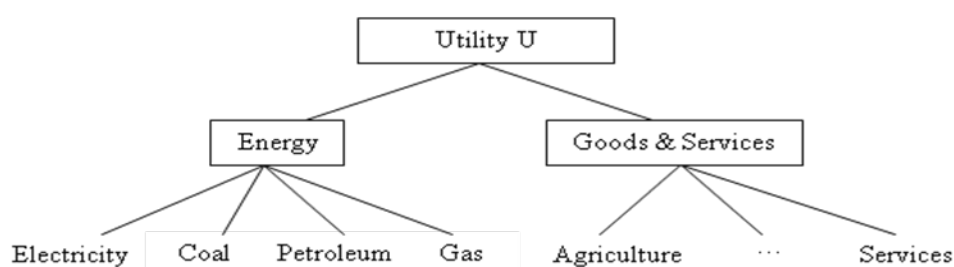 Utility U
Energy
Goods & Services
Electricity Coal Petroleum Gas Agriculture ... Services